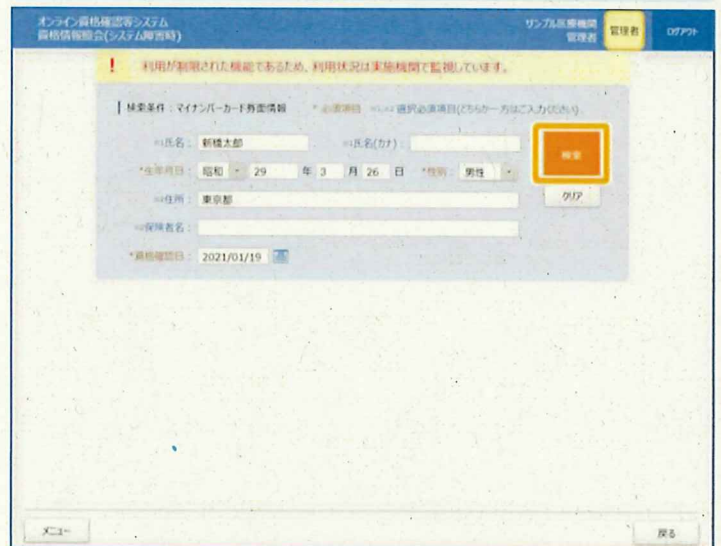 オンライン資格確認等システム
資格情報照会(システム障害時)
サンプル医療機関
管理者
管理者
ログアウト
! 利用が制限された機能であるため、利用状況は実施機関で監視しています。
検索条件：マイナンバーカード券面情報 *必須項目 ※1※2 選択必須項目(どちらか一方はご入力ください)
※1氏名： 新橋太郎 ※1氏名(カナ)：
検索
*生年月日： 昭和 29 年 3 月 26 日 *性別： 男性
クリア
※2住所： 東京都
※2保険者名：
*資格確認日： 2021/01/19
メニュー
戻る